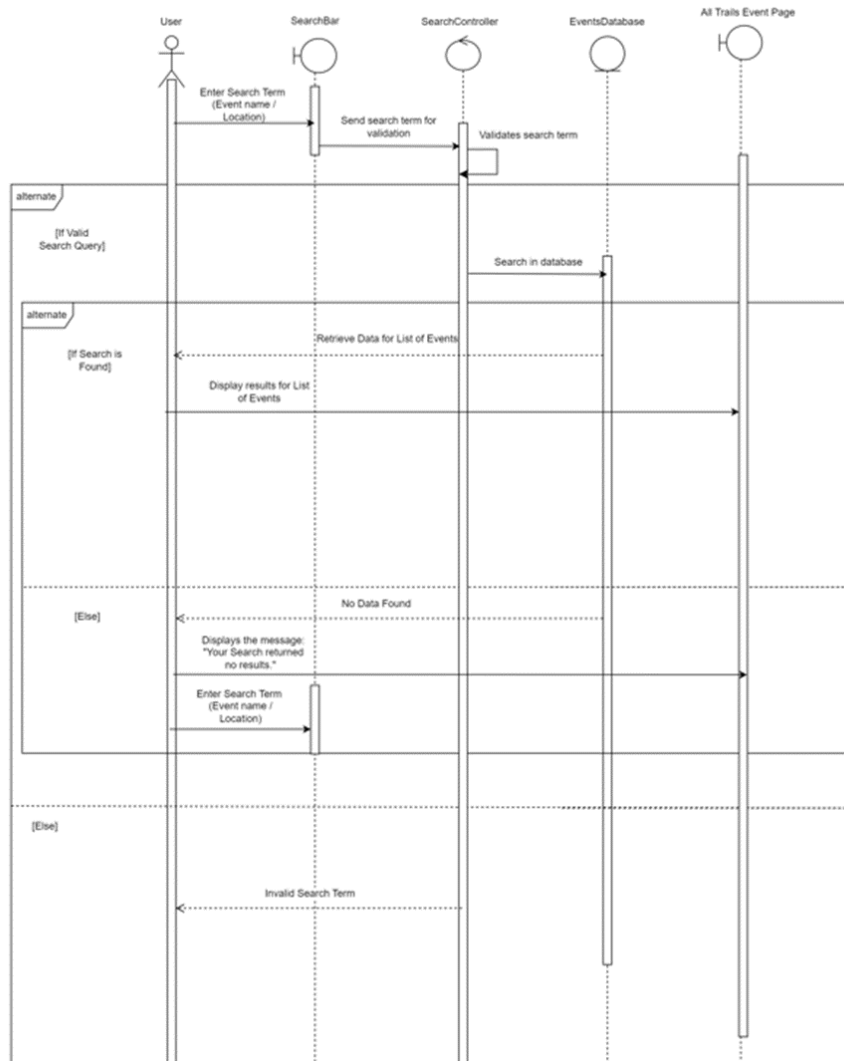 User
SearchBar
SearchController
EventsDatabase
All Trails Event Page
Enter Search Term
(Event name /
Location)
Send search term for
validation
Validates search term
alternate
[If Valid
Search Query]
Search in database
alternate
Retrieve Data for List of Events
[If Search is
Found]
Display results for List
of Events
No Data Found
[Else]
Displays the message:
"Your Search returned
no results."
Enter Search Term
(Event name /
Location)
[Else]
Invalid Search Term